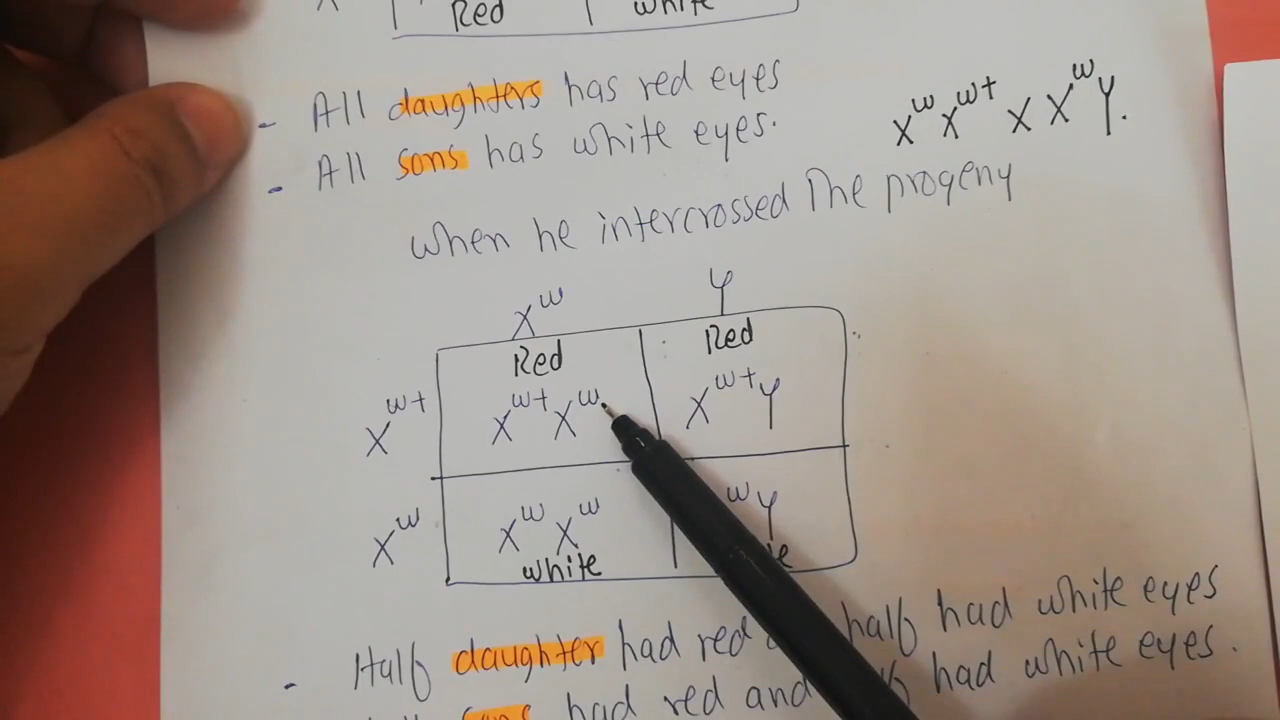 Red white
- All daughters has red eyes
X^w X^w+ X X^w Y.
- All sons has white eyes.
when he intercrossed The progeny
X^w Y
Red Red
X^w+ X^w+ X^w X^w+ Y
X^w X^w X^w ^w Y
white
- Half daughter had red half had white eyes
sons had red and had white eyes.